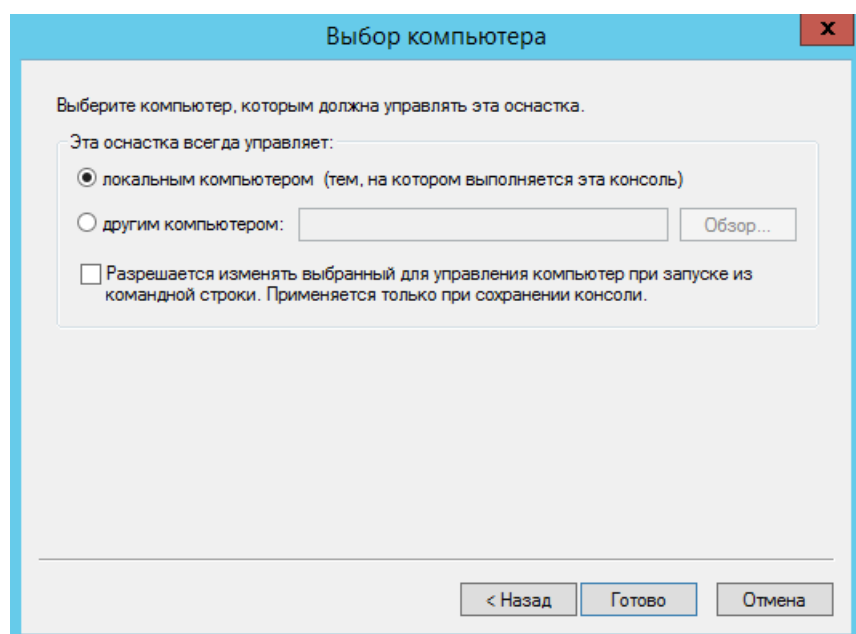 Выбор компьютера
x
Выберите компьютер, которым должна управлять эта оснастка.
Эта оснастка всегда управляет:
локальным компьютером (тем, на котором выполняется эта консоль)
другим компьютером:
Обзор...
Разрешается изменять выбранный для управления компьютер при запуске из
командной строки. Применяется только при сохранении консоли.
< Назад
Готово
Отмена